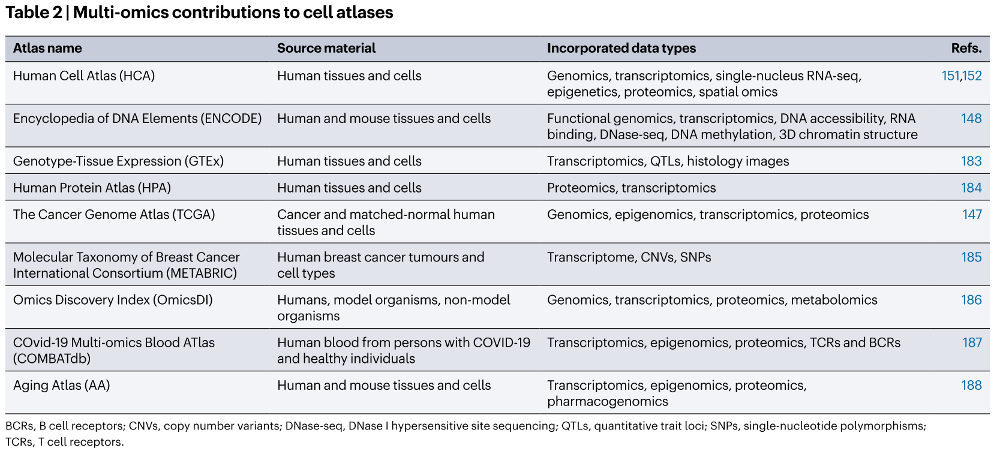 Table 2 | Multi-omics contributions to cell atlases
Atlas name Source material Incorporated data types Refs.
Human Cell Atlas (HCA) Human tissues and cells Genomics, transcriptomics, single-nucleus RNA-seq, 151,152
epigenetics, proteomics, spatial omics
Encyclopedia of DNA Elements (ENCODE) Human and mouse tissues and cells Functional genomics, transcriptomics, DNA accessibility, RNA 148
binding, DNase-seq, DNA methylation, 3D chromatin structure
Genotype-Tissue Expression (GTEx) Human tissues and cells Transcriptomics, QTLs, histology images 183
Human Protein Atlas (HPA) Human tissues and cells Proteomics, transcriptomics 184
The Cancer Genome Atlas (TCGA) Cancer and matched-normal human Genomics, epigenomics, transcriptomics, proteomics 147
tissues and cells
Molecular Taxonomy of Breast Cancer Human breast cancer tumours and Transcriptome, CNVs, SNPs 185
International Consortium (METABRIC) cell types
Omics Discovery Index (OmicsDI) Humans, model organisms, non-model Genomics, transcriptomics, proteomics, metabolomics 186
organisms
COvid-19 Multi-omics Blood ATlas Human blood from persons with COVID-19 Transcriptomics, epigenomics, proteomics, TCRs and BCRs 187
(COMBATdb) and healthy individuals
Aging Atlas (AA) Human and mouse tissues and cells Transcriptomics, epigenomics, proteomics, 188
pharmacogenomics
BCRs, B cell receptors; CNVs, copy number variants; DNase-seq, DNase I hypersensitive site sequencing; QTLs, quantitative trait loci; SNPs, single-nucleotide polymorphisms;
TCRs, T cell receptors.